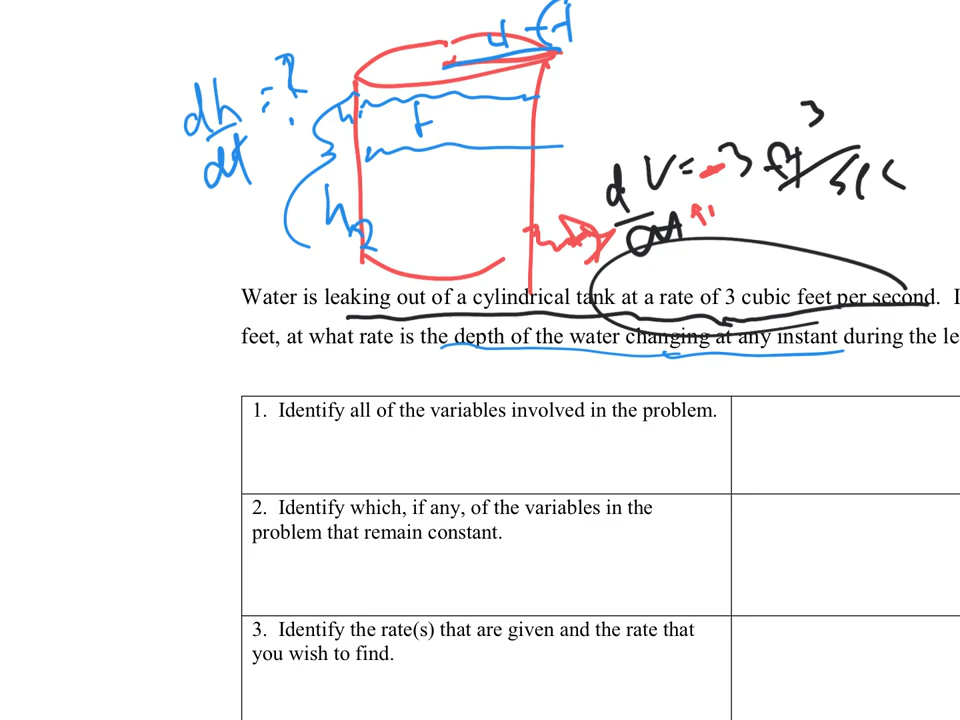 4 ft
dh/dt = ?
h
h2
dV/dt = -3 ft³/sec
Water is leaking out of a cylindrical tank at a rate of 3 cubic feet per second. I
feet, at what rate is the depth of the water changing at any instant during the le
1. Identify all of the variables involved in the problem.
2. Identify which, if any, of the variables in the
problem that remain constant.
3. Identify the rate(s) that are given and the rate that
you wish to find.